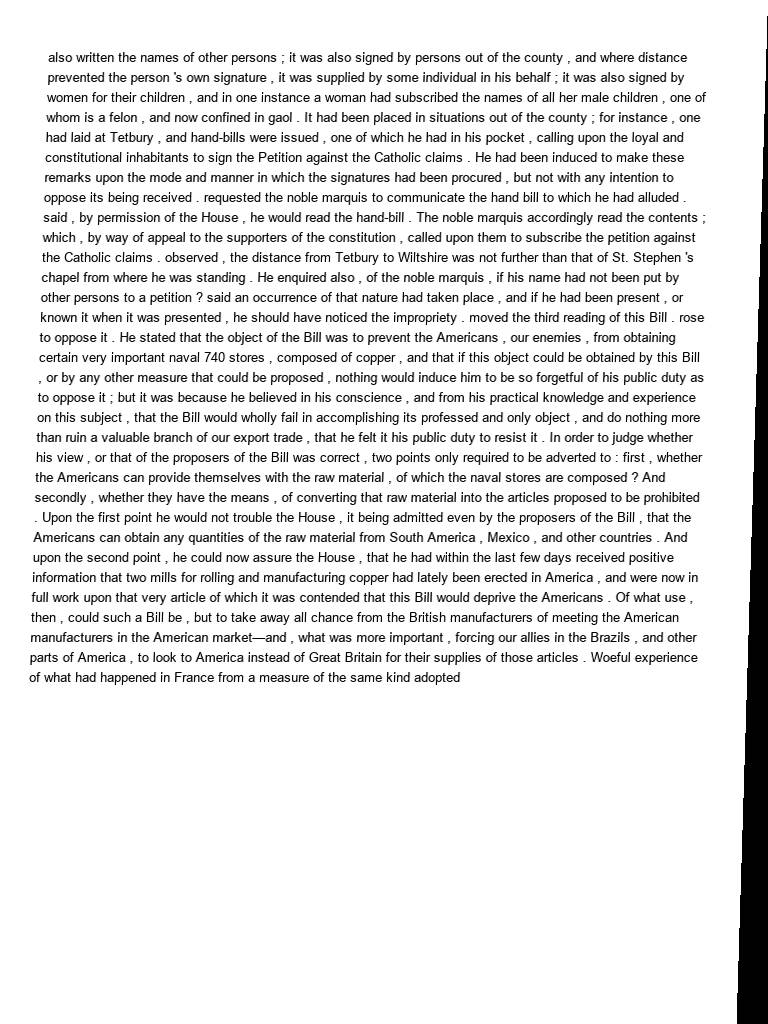 also written the names of other persons ; it was also signed by persons out of the county , and where distance
prevented the person 's own signature , it was supplied by some individual in his behalf ; it was also signed by
women for their children , and in one instance a woman had subscribed the names of all her male children , one of
whom is a felon , and now confined in gaol . It had been placed in situations out of the county ; for instance , one
had laid at Tetbury , and hand-bills were issued , one of which he had in his pocket , calling upon the loyal and
constitutional inhabitants to sign the Petition against the Catholic claims . He had been induced to make these
remarks upon the mode and manner in which the signatures had been procured , but not with any intention to
oppose its being received . requested the noble marquis to communicate the hand bill to which he had alluded .
said , by permission of the House , he would read the hand-bill . The noble marquis accordingly read the contents ;
which , by way of appeal to the supporters of the constitution , called upon them to subscribe the petition against
the Catholic claims . observed , the distance from Tetbury to Wiltshire was not further than that of St. Stephen 's
chapel from where he was standing . He enquired also , of the noble marquis , if his name had not been put by
other persons to a petition ? said an occurrence of that nature had taken place , and if he had been present , or
known it when it was presented , he should have noticed the impropriety . moved the third reading of this Bill . rose
to oppose it . He stated that the object of the Bill was to prevent the Americans , our enemies , from obtaining
certain very important naval 740 stores , composed of copper , and that if this object could be obtained by this Bill
, or by any other measure that could be proposed , nothing would induce him to be so forgetful of his public duty as
to oppose it ; but it was because he believed in his conscience , and from his practical knowledge and experience
on this subject , that the Bill would wholly fail in accomplishing its professed and only object , and do nothing more
than ruin a valuable branch of our export trade , that he felt it his public duty to resist it . In order to judge whether
his view , or that of the proposers of the Bill was correct , two points only required to be adverted to : first , whether
the Americans can provide themselves with the raw material , of which the naval stores are composed ? And
secondly , whether they have the means , of converting that raw material into the articles proposed to be prohibited
. Upon the first point he would not trouble the House , it being admitted even by the proposers of the Bill , that the
Americans can obtain any quantities of the raw material from South America , Mexico , and other countries . And
upon the second point , he could now assure the House , that he had within the last few days received positive
information that two mills for rolling and manufacturing copper had lately been erected in America , and were now in
full work upon that very article of which it was contended that this Bill would deprive the Americans . Of what use ,
then , could such a Bill be , but to take away all chance from the British manufacturers of meeting the American
manufacturers in the American market—and , what was more important , forcing our allies in the Brazils , and other
parts of America , to look to America instead of Great Britain for their supplies of those articles . Woeful experience
of what had happened in France from a measure of the same kind adopted